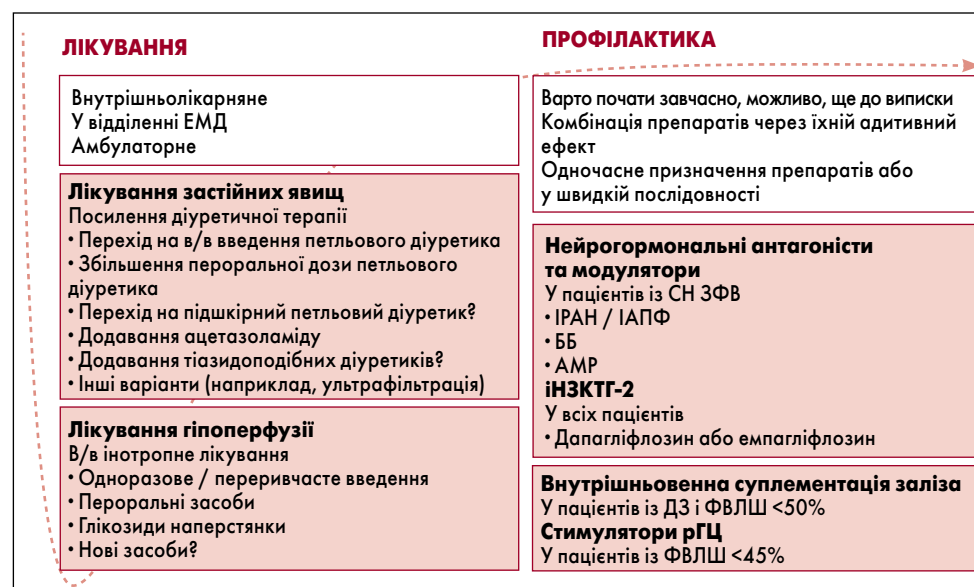 ЛІКУВАННЯ
Внутрішньолікарняне
У відділенні ЕМД
Амбулаторне
Лікування застійних явищ
Посилення діуретичної терапії
• Перехід на в/в введення петльового діуретика
• Збільшення пероральної дози петльового
діуретика
• Перехід на підшкірний петльовий діуретик?
• Додавання ацетазоламіду
• Додавання тіазидоподібних діуретиків?
• Інші варіанти (наприклад, ультрафільтрація)
Лікування гіпоперфузії
В/в інотропне лікування
• Одноразове / переривчасте введення
• Пероральні засоби
• Глікозиди наперстянки
• Нові засоби?
ПРОФІЛАКТИКА
Варто почати завчасно, можливо, ще до виписки
Комбінація препаратів через їхній адитивний
ефект
Одночасне призначення препаратів або
у швидкій послідовності
Нейрогормональні антагоністи
та модулятори
У пацієнтів із СН ЗФВ
• ІРАН / ІАПФ
• ББ
• АМР
іНЗКТГ-2
У всіх пацієнтів
• Дапагліфлозин або емпагліфлозин
Внутрішньовенна суплементація заліза
У пацієнтів із ДЗ і ФВЛШ <50%
Стимулятори рГЦ
У пацієнтів із ФВЛШ <45%